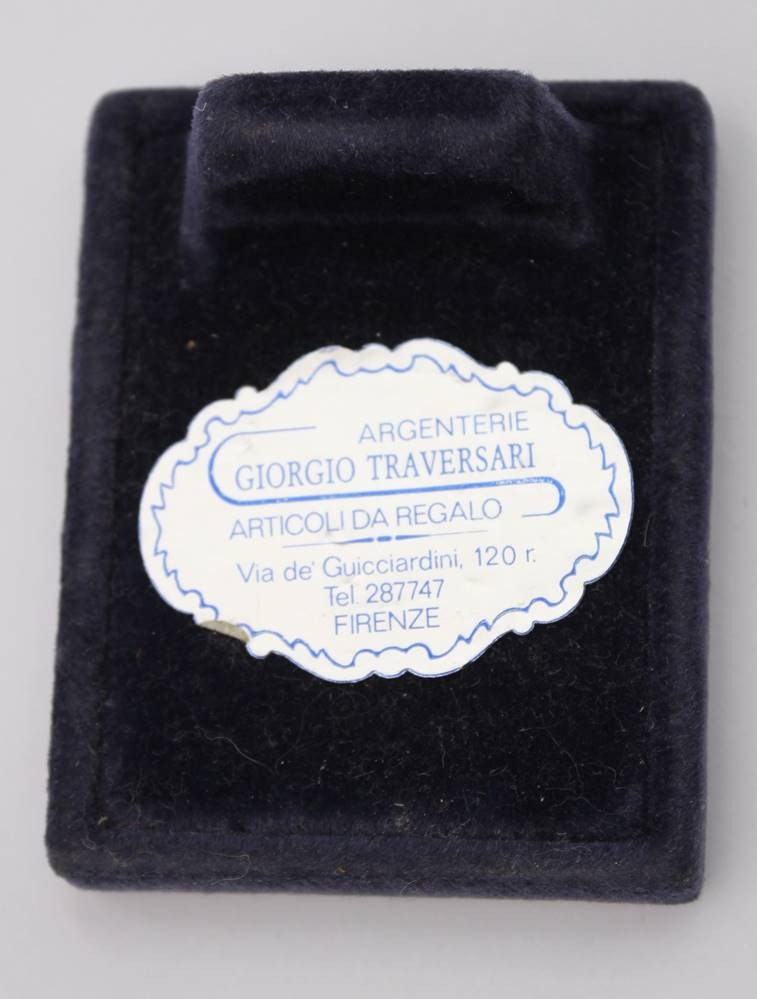 ARGENTERIE
GIORGIO TRAVERSARI
ARTICOLI DA REGALO
Via de' Guicciardini, 120 r.
Tel. 287747
FIRENZE